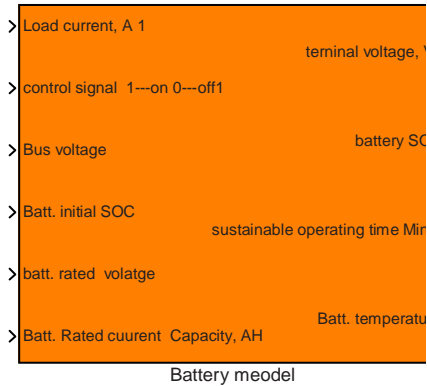 Load current, A 1
terninal voltage, V
control signal 1---on 0---off1
battery SO
Bus voltage
Batt. initial SOC
sustainable operating time Min
batt. rated volatge
Batt. temperatu
Batt. Rated cuurent Capacity, AH
Battery meodel